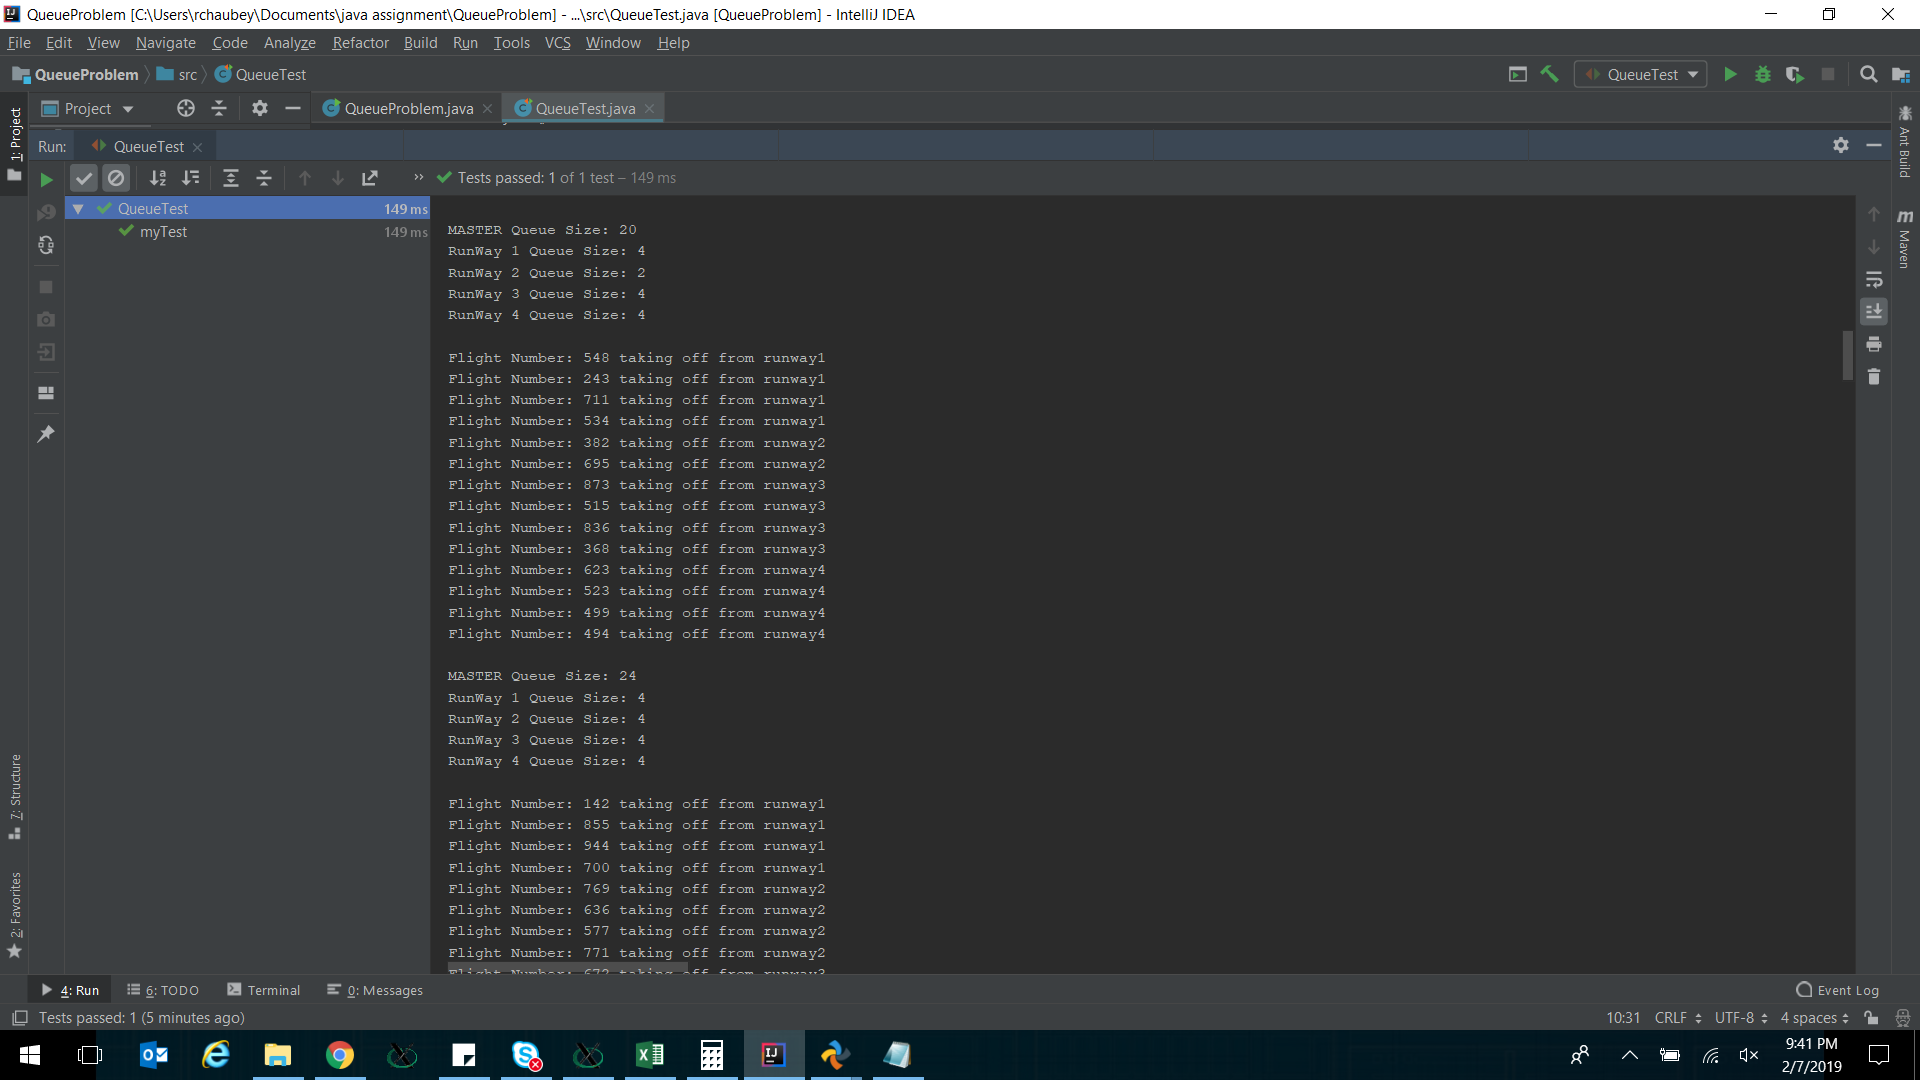 QueueProblem [C:\Users\rchaubey\Documents\java assignment\QueueProblem] - ...\src\QueueTest.java [QueueProblem] - IntelliJ IDEA
File Edit View Navigate Code Analyze Refactor Build Run Tools VCS Window Help
QueueProblem src QueueTest
QueueTest
Project
QueueProblem.java
QueueTest.java
1: Project
Ant Build
Maven
Run: QueueTest
Tests passed: 1 of 1 test – 149 ms
QueueTest 149 ms
myTest 149 ms
MASTER Queue Size: 20
RunWay 1 Queue Size: 4
RunWay 2 Queue Size: 2
RunWay 3 Queue Size: 4
RunWay 4 Queue Size: 4
Flight Number: 548 taking off from runway1
Flight Number: 243 taking off from runway1
Flight Number: 711 taking off from runway1
Flight Number: 534 taking off from runway1
Flight Number: 382 taking off from runway2
Flight Number: 695 taking off from runway2
Flight Number: 873 taking off from runway3
Flight Number: 515 taking off from runway3
Flight Number: 836 taking off from runway3
Flight Number: 368 taking off from runway3
Flight Number: 623 taking off from runway4
Flight Number: 523 taking off from runway4
Flight Number: 499 taking off from runway4
Flight Number: 494 taking off from runway4
MASTER Queue Size: 24
RunWay 1 Queue Size: 4
RunWay 2 Queue Size: 4
RunWay 3 Queue Size: 4
RunWay 4 Queue Size: 4
Flight Number: 142 taking off from runway1
Flight Number: 855 taking off from runway1
Flight Number: 944 taking off from runway1
Flight Number: 700 taking off from runway1
Flight Number: 769 taking off from runway2
Flight Number: 636 taking off from runway2
Flight Number: 577 taking off from runway2
Flight Number: 771 taking off from runway2
Flight Number: 672 taking off from runway3
7: Structure
2: Favorites
4: Run 6: TODO Terminal 0: Messages Event Log
Tests passed: 1 (5 minutes ago) 10:31 CRLF UTF-8 4 spaces
9:41 PM
2/7/2019